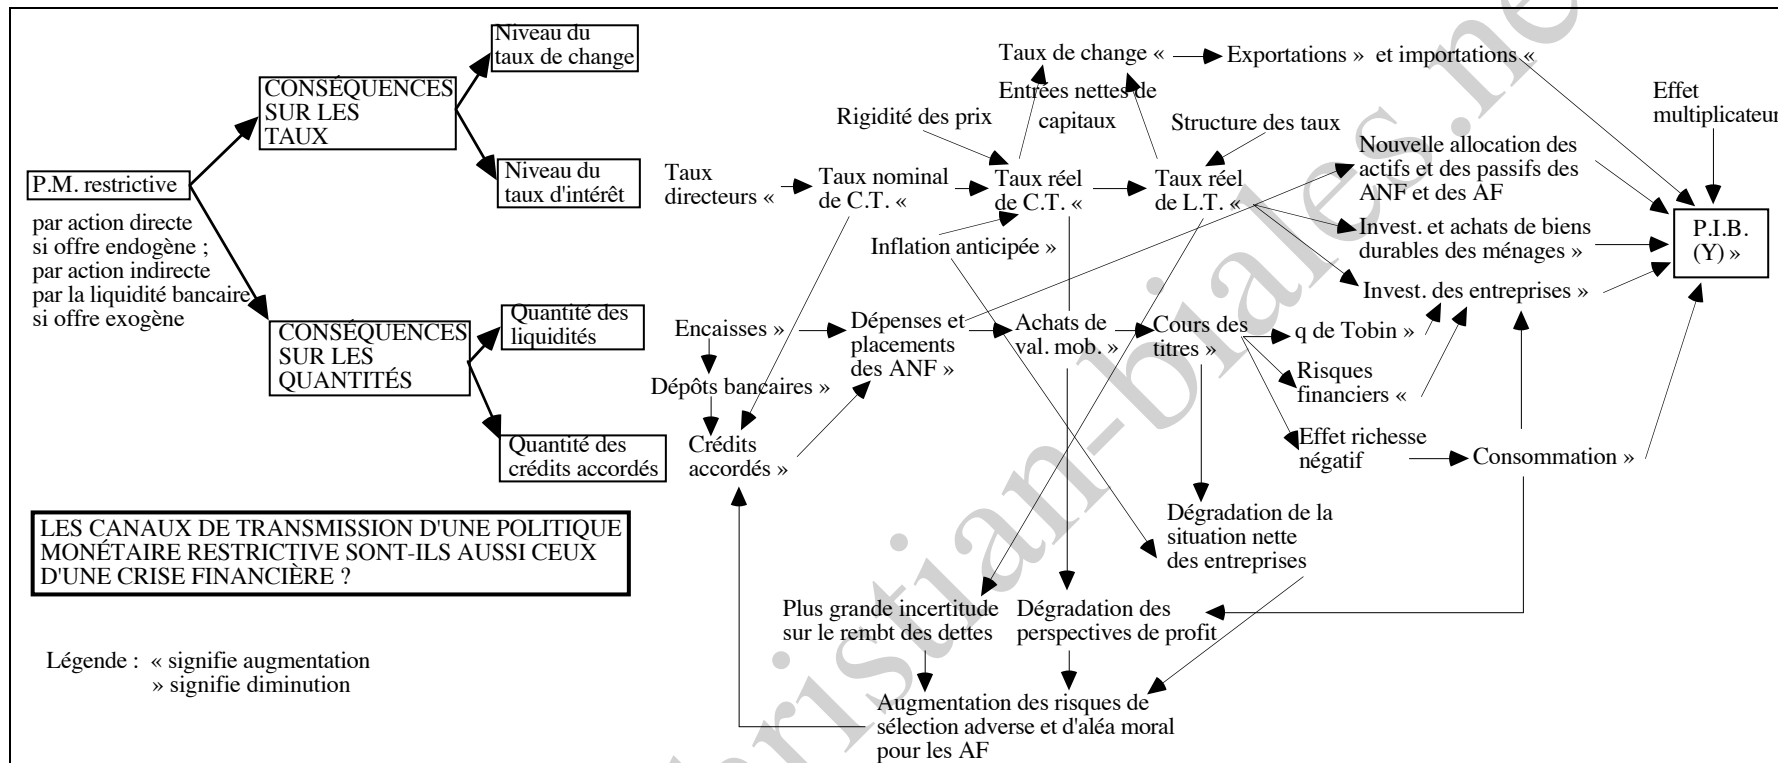 Niveau du
taux de change
CONSÉQUENCES
SUR LES
TAUX
Niveau du
taux d'intérêt
P.M. restrictive
par action directe
si offre endogène ;
par action indirecte
par la liquidité bancaire
si offre exogène
CONSÉQUENCES
SUR LES
QUANTITÉS
Quantité des
liquidités
Quantité des
crédits accordés
LES CANAUX DE TRANSMISSION D'UNE POLITIQUE
MONÉTAIRE RESTRICTIVE SONT-ILS AUSSI CEUX
D'UNE CRISE FINANCIÈRE ?
Légende : « signifie augmentation
» signifie diminution
Taux de change «
Exportations » et importations «
Entrées nettes de
capitaux
Rigidité des prix
Structure des taux
Effet
multiplicateur
Taux
directeurs «
Taux nominal
de C.T. «
Taux réel
de C.T. «
Taux réel
de L.T. «
Nouvelle allocation des
actifs et des passifs des
ANF et des AF
Inflation anticipée »
Invest. et achats de biens
durables des ménages »
P.I.B.
(Y) »
Invest. des entreprises »
Encaisses »
Dépenses et
placements
des ANF »
Achats de
val. mob. »
Cours des
titres »
q de Tobin »
Dépôts bancaires »
Risques
financiers «
Crédits
accordés »
Effet richesse
négatif
Consommation »
Dégradation de la
situation nette
des entreprises
Plus grande incertitude
sur le rembt des dettes
Dégradation des
perspectives de profit
Augmentation des risques de
sélection adverse et d'aléa moral
pour les AF
ristian-biales.ne